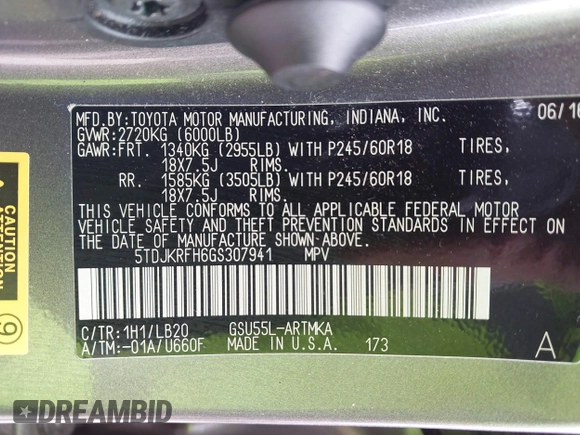 MFD.BY:TOYOTA MOTOR MANUFACTURING, INDIANA, INC. 06/16
GVWR:2720KG (6000LB)
GAWR:FRT. 1340KG (2955LB) WITH P245/60R18 TIRES,
18X7.5J RIMS.
RR. 1585KG (3505LB) WITH P245/60R18 TIRES,
18X7.5J RIMS.
THIS VEHICLE CONFORMS TO ALL APPLICABLE FEDERAL MOTOR
VEHICLE SAFETY AND THEFT PREVENTION STANDARDS IN EFFECT ON
THE DATE OF MANUFACTURE SHOWN ABOVE.
5TDJKRFH6GS307941 MPV
C/TR:1H1/LB20 GSU55L-ARTMKA
A/TM:-01A/U660F MADE IN U.S.A. 173 A
CAUTION
9
DREAMBID